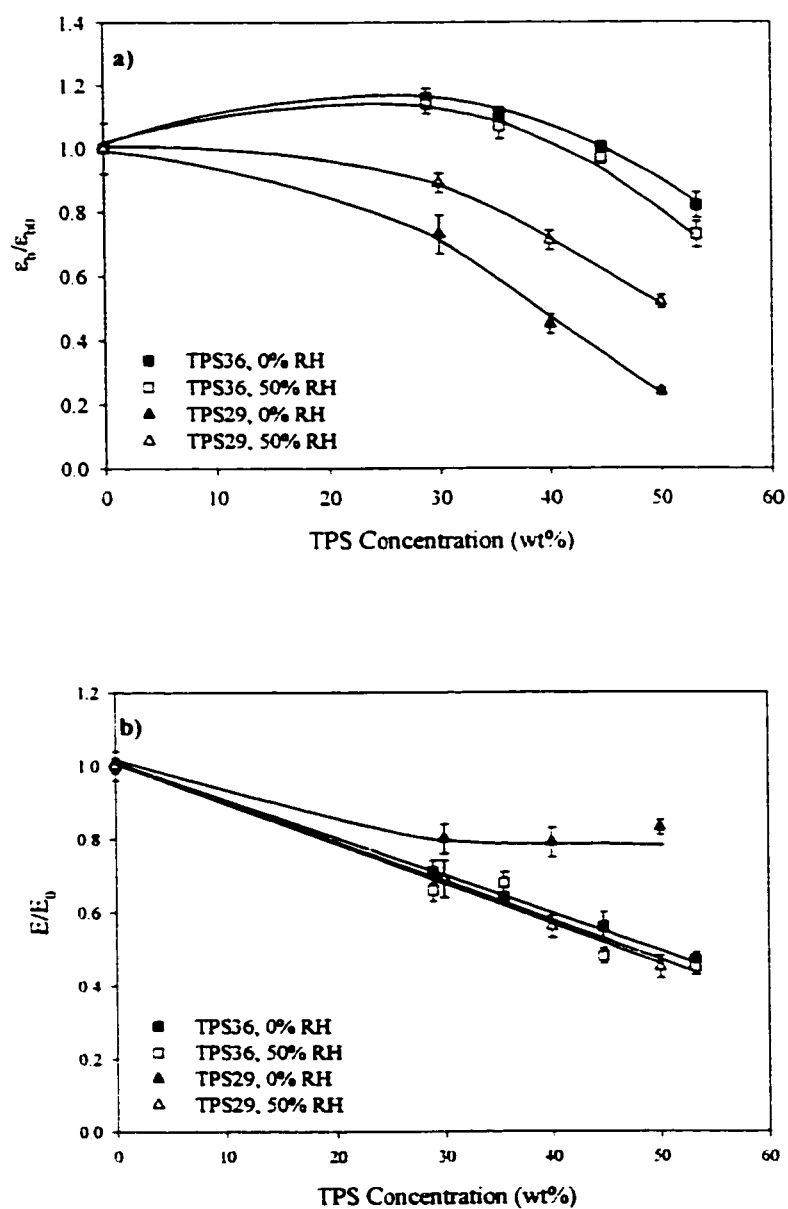 a)
1.4
1.2
1.0
0.8
0.6
0.4
0.2
0.0
εb/εb0
TPS36, 0% RH
TPS36, 50% RH
TPS29, 0% RH
TPS29, 50% RH
0 10 20 30 40 50 60
TPS Concentration (wt%)
b)
1.2
1.0
0.8
0.6
0.4
0.2
0.0
E/E0
TPS36, 0% RH
TPS36, 50% RH
TPS29, 0% RH
TPS29, 50% RH
0 10 20 30 40 50 60
TPS Concentration (wt%)